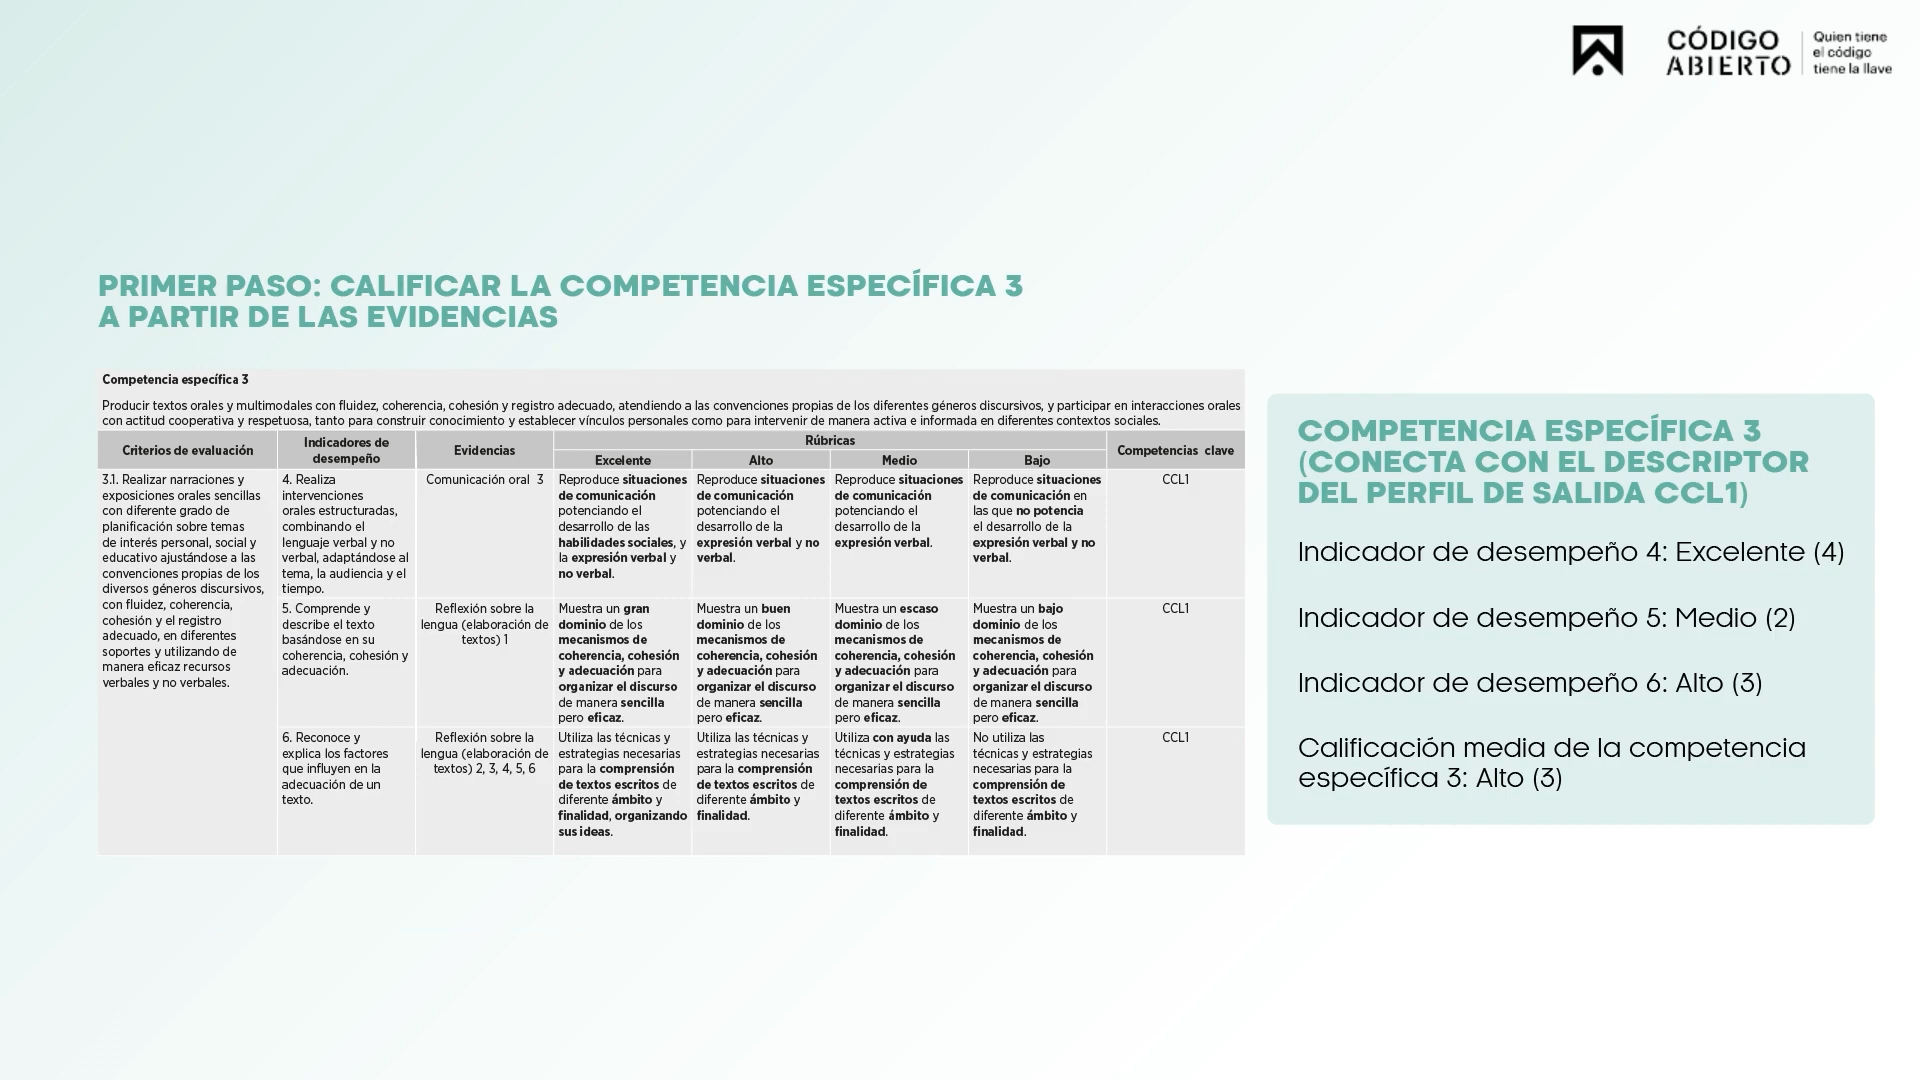 CÓDIGO
ABIERTO
Quien tiene
el código
tiene la llave
PRIMER PASO: CALIFICAR LA COMPETENCIA ESPECÍFICA 3
A PARTIR DE LAS EVIDENCIAS
Competencia específica 3
Producir textos orales y multimodales con fluidez, coherencia, cohesión y registro adecuado, atendiendo a las convenciones propias de los diferentes géneros discursivos, y participar en interacciones orales
con actitud cooperativa y respetuosa, tanto para construir conocimiento y establecer vínculos personales como para intervenir de manera activa e informada en diferentes contextos sociales.
Criterios de evaluación
Indicadores de
desempeño
Evidencias
Rúbricas
Competencias clave
Excelente
Alto
Medio
Bajo
3.1. Realizar narraciones y
exposiciones orales sencillas
con diferente grado de
planificación sobre temas
de interés personal, social y
educativo ajustándose a las
convenciones propias de los
diversos géneros discursivos,
con fluidez, coherencia,
cohesión y el registro
adecuado, en diferentes
soportes y utilizando de
manera eficaz recursos
verbales y no verbales.
4. Realiza
intervenciones
orales estructuradas,
combinando el
lenguaje verbal y no
verbal, adaptándose al
tema, la audiencia y el
tiempo.
Comunicación oral 3
Reproduce situaciones
de comunicación
potenciando el
desarrollo de las
habilidades sociales, y
la expresión verbal y
no verbal.
Reproduce situaciones
de comunicación
potenciando el
desarrollo de la
expresión verbal y no
verbal.
Reproduce situaciones
de comunicación
potenciando el
desarrollo de la
expresión verbal.
Reproduce situaciones
de comunicación en
las que no potencia
el desarrollo de la
expresión verbal y no
verbal.
CCL1
5. Comprende y
describe el texto
basándose en su
coherencia, cohesión y
adecuación.
Reflexión sobre la
lengua (elaboración de
textos) 1
Muestra un gran
dominio de los
mecanismos de
coherencia, cohesión
y adecuación para
organizar el discurso
de manera sencilla
pero eficaz.
Muestra un buen
dominio de los
mecanismos de
coherencia, cohesión
y adecuación para
organizar el discurso
de manera sencilla
pero eficaz.
Muestra un escaso
dominio de los
mecanismos de
coherencia, cohesión
y adecuación para
organizar el discurso
de manera sencilla
pero eficaz.
Muestra un bajo
dominio de los
mecanismos de
coherencia, cohesión
y adecuación para
organizar el discurso
de manera sencilla
pero eficaz.
CCL1
6. Reconoce y
explica los factores
que influyen en la
adecuación de un
texto.
Reflexión sobre la
lengua (elaboración de
textos) 2, 3, 4, 5, 6
Utiliza las técnicas y
estrategias necesarias
para la comprensión
de textos escritos de
diferente ámbito y
finalidad, organizando
sus ideas.
Utiliza las técnicas y
estrategias necesarias
para la comprensión
de textos escritos de
diferente ámbito y
finalidad.
Utiliza con ayuda las
técnicas y estrategias
necesarias para la
comprensión de
textos escritos de
diferente ámbito y
finalidad.
No utiliza las
técnicas y estrategias
necesarias para la
comprensión de
textos escritos de
diferente ámbito y
finalidad.
CCL1
COMPETENCIA ESPECÍFICA 3
(CONECTA CON EL DESCRIPTOR
DEL PERFIL DE SALIDA CCL1)
Indicador de desempeño 4: Excelente (4)
Indicador de desempeño 5: Medio (2)
Indicador de desempeño 6: Alto (3)
Calificación media de la competencia
específica 3: Alto (3)